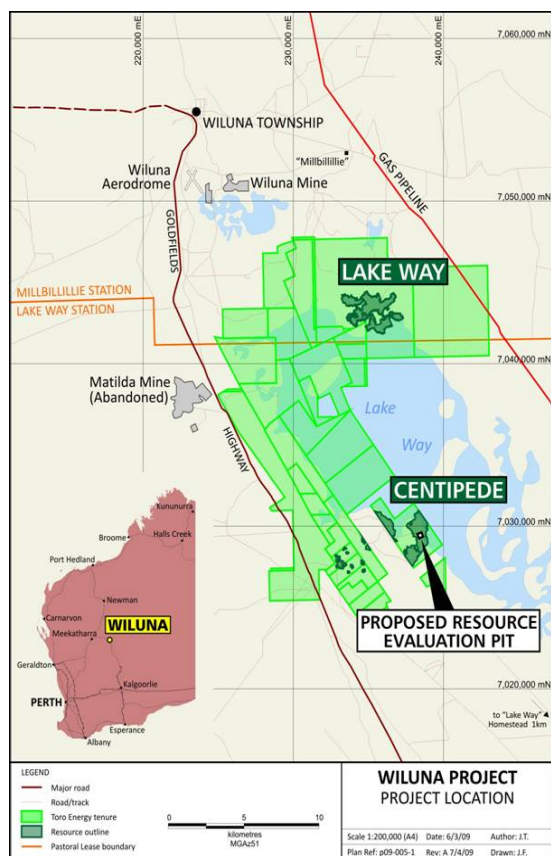 220,000 mE
230,000 mE
240,000 mE
7,060,000 mN
WILUNA TOWNSHIP
"Millbillillie"
GAS PIPELINE
Wiluna
Aerodrome
Wiluna Mine
7,050,000 mN
GOLDFIELDS
LAKE WAY
MILLBILLILLIE STATION
LAKE WAY STATION
7,040,000 mN
Matilda Mine
(Abandoned)
Lake
Way
HIGHWAY
CENTIPEDE
7,030,000 mN
PROPOSED RESOURCE
EVALUATION PIT
7,020,000 mN
to "Lake Way"
Homestead 1km
Xununurra
Broome
Halls Creek
Port Hedland
Newman
Carnarvon
WILUNA
Meekatharra
Geraldton
Kalgoorlie
PERTH
Esperance
Albany
LEGEND
Major road
Road/track
Toro Energy tenure
Resource outline
Pastoral Lease boundary
0 5 10
kilometres
MGAz51
WILUNA PROJECT
PROJECT LOCATION
Scale 1:200,000 (A4) Date: 6/3/09 Author: J.T.
Plan Ref: p09-005-1 Rev: A 7/4/09 Drawn: J.F.